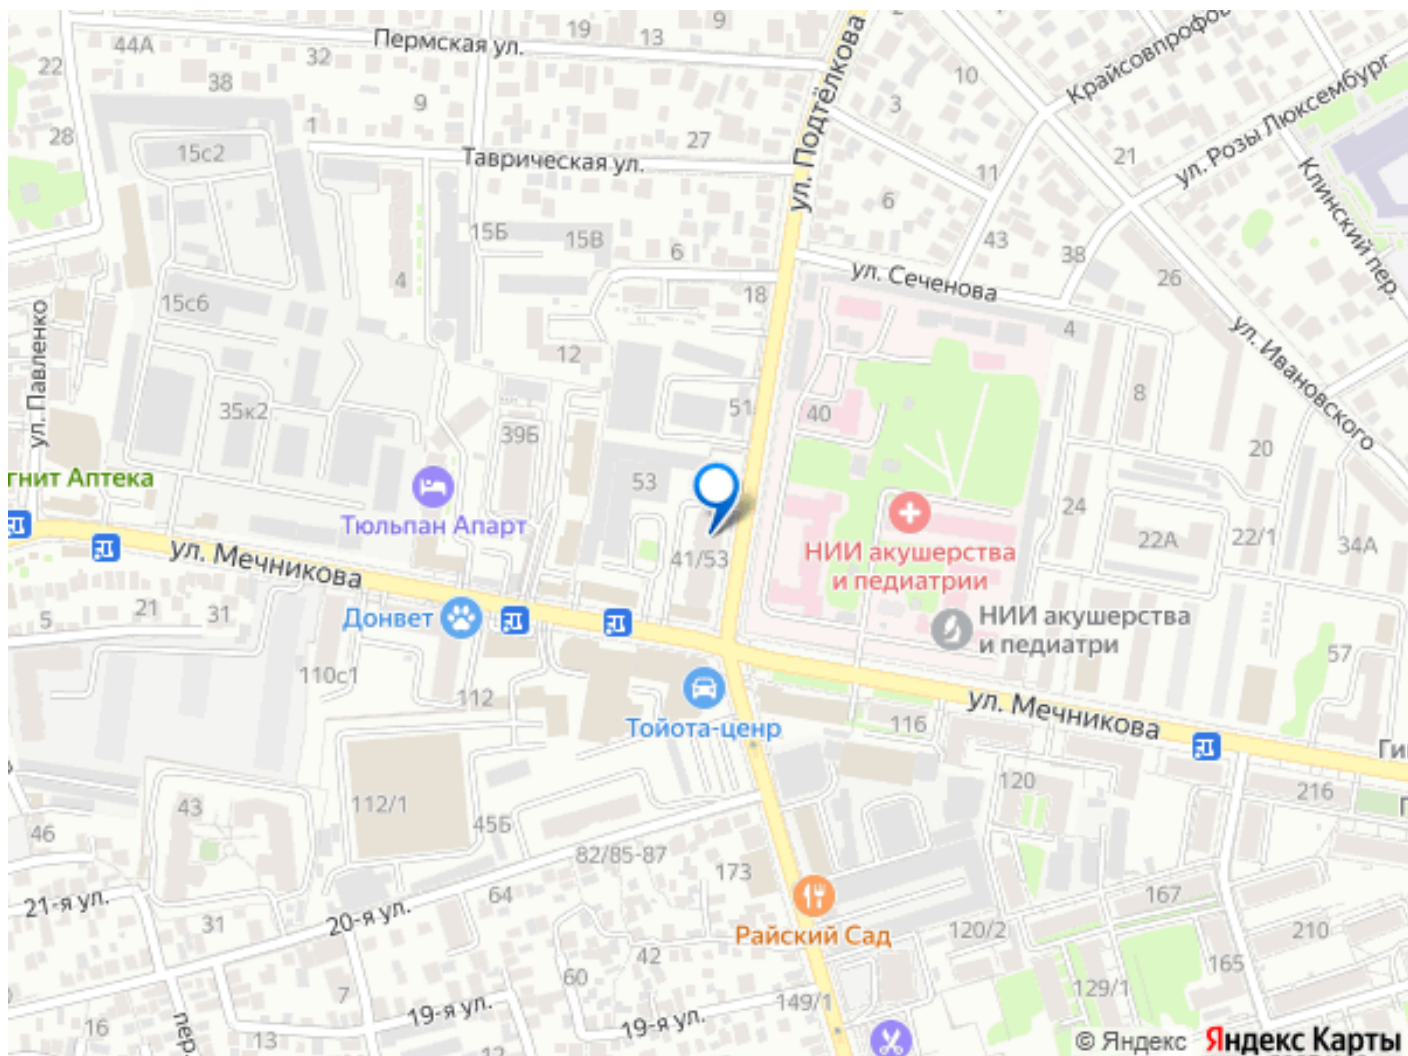 44А
Пермская ул.
32
19
13
9
ул. Подтёлкова
22
38
28
9
1
15с2
27
Таврическая ул.
10
3
11
6
43
38
21
Крайсовпрофов
ул. Розы Люксембург
Клинский пер.
26
15Б
15В
6
4
15с6
18
ул. Сеченова
4
ул. Ивановского
ул. Павленко
12
8
35к2
39Б
51
40
20
гнит Аптека
53
24
22А
22/1
34А
Тюльпан Апарт
НИИ акушерства
и педиатрии
41/53
ул. Мечникова
21
31
5
Донвет
НИИ акушерства
и педиатри
57
110с1
112
Тойота-ценр
116
ул. Мечникова
Ги
120
216
43
46
112/1
45Б
82/85-87
173
64
21-я ул.
31
20-я ул.
Райский Сад
120/2
167
210
165
42
60
7
149/1
129/1
19-я ул.
19-я ул.
16
пер.
13
12
© Яндекс Яндекс Карты